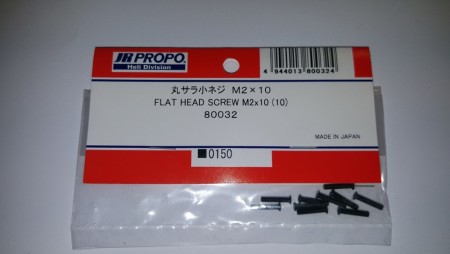 JR PROPO
Heli Division
4 944013 800324
丸サラ小ネジ M2×10
FLAT HEAD SCREW M2x10 (10)
80032
MADE IN JAPAN
■0150